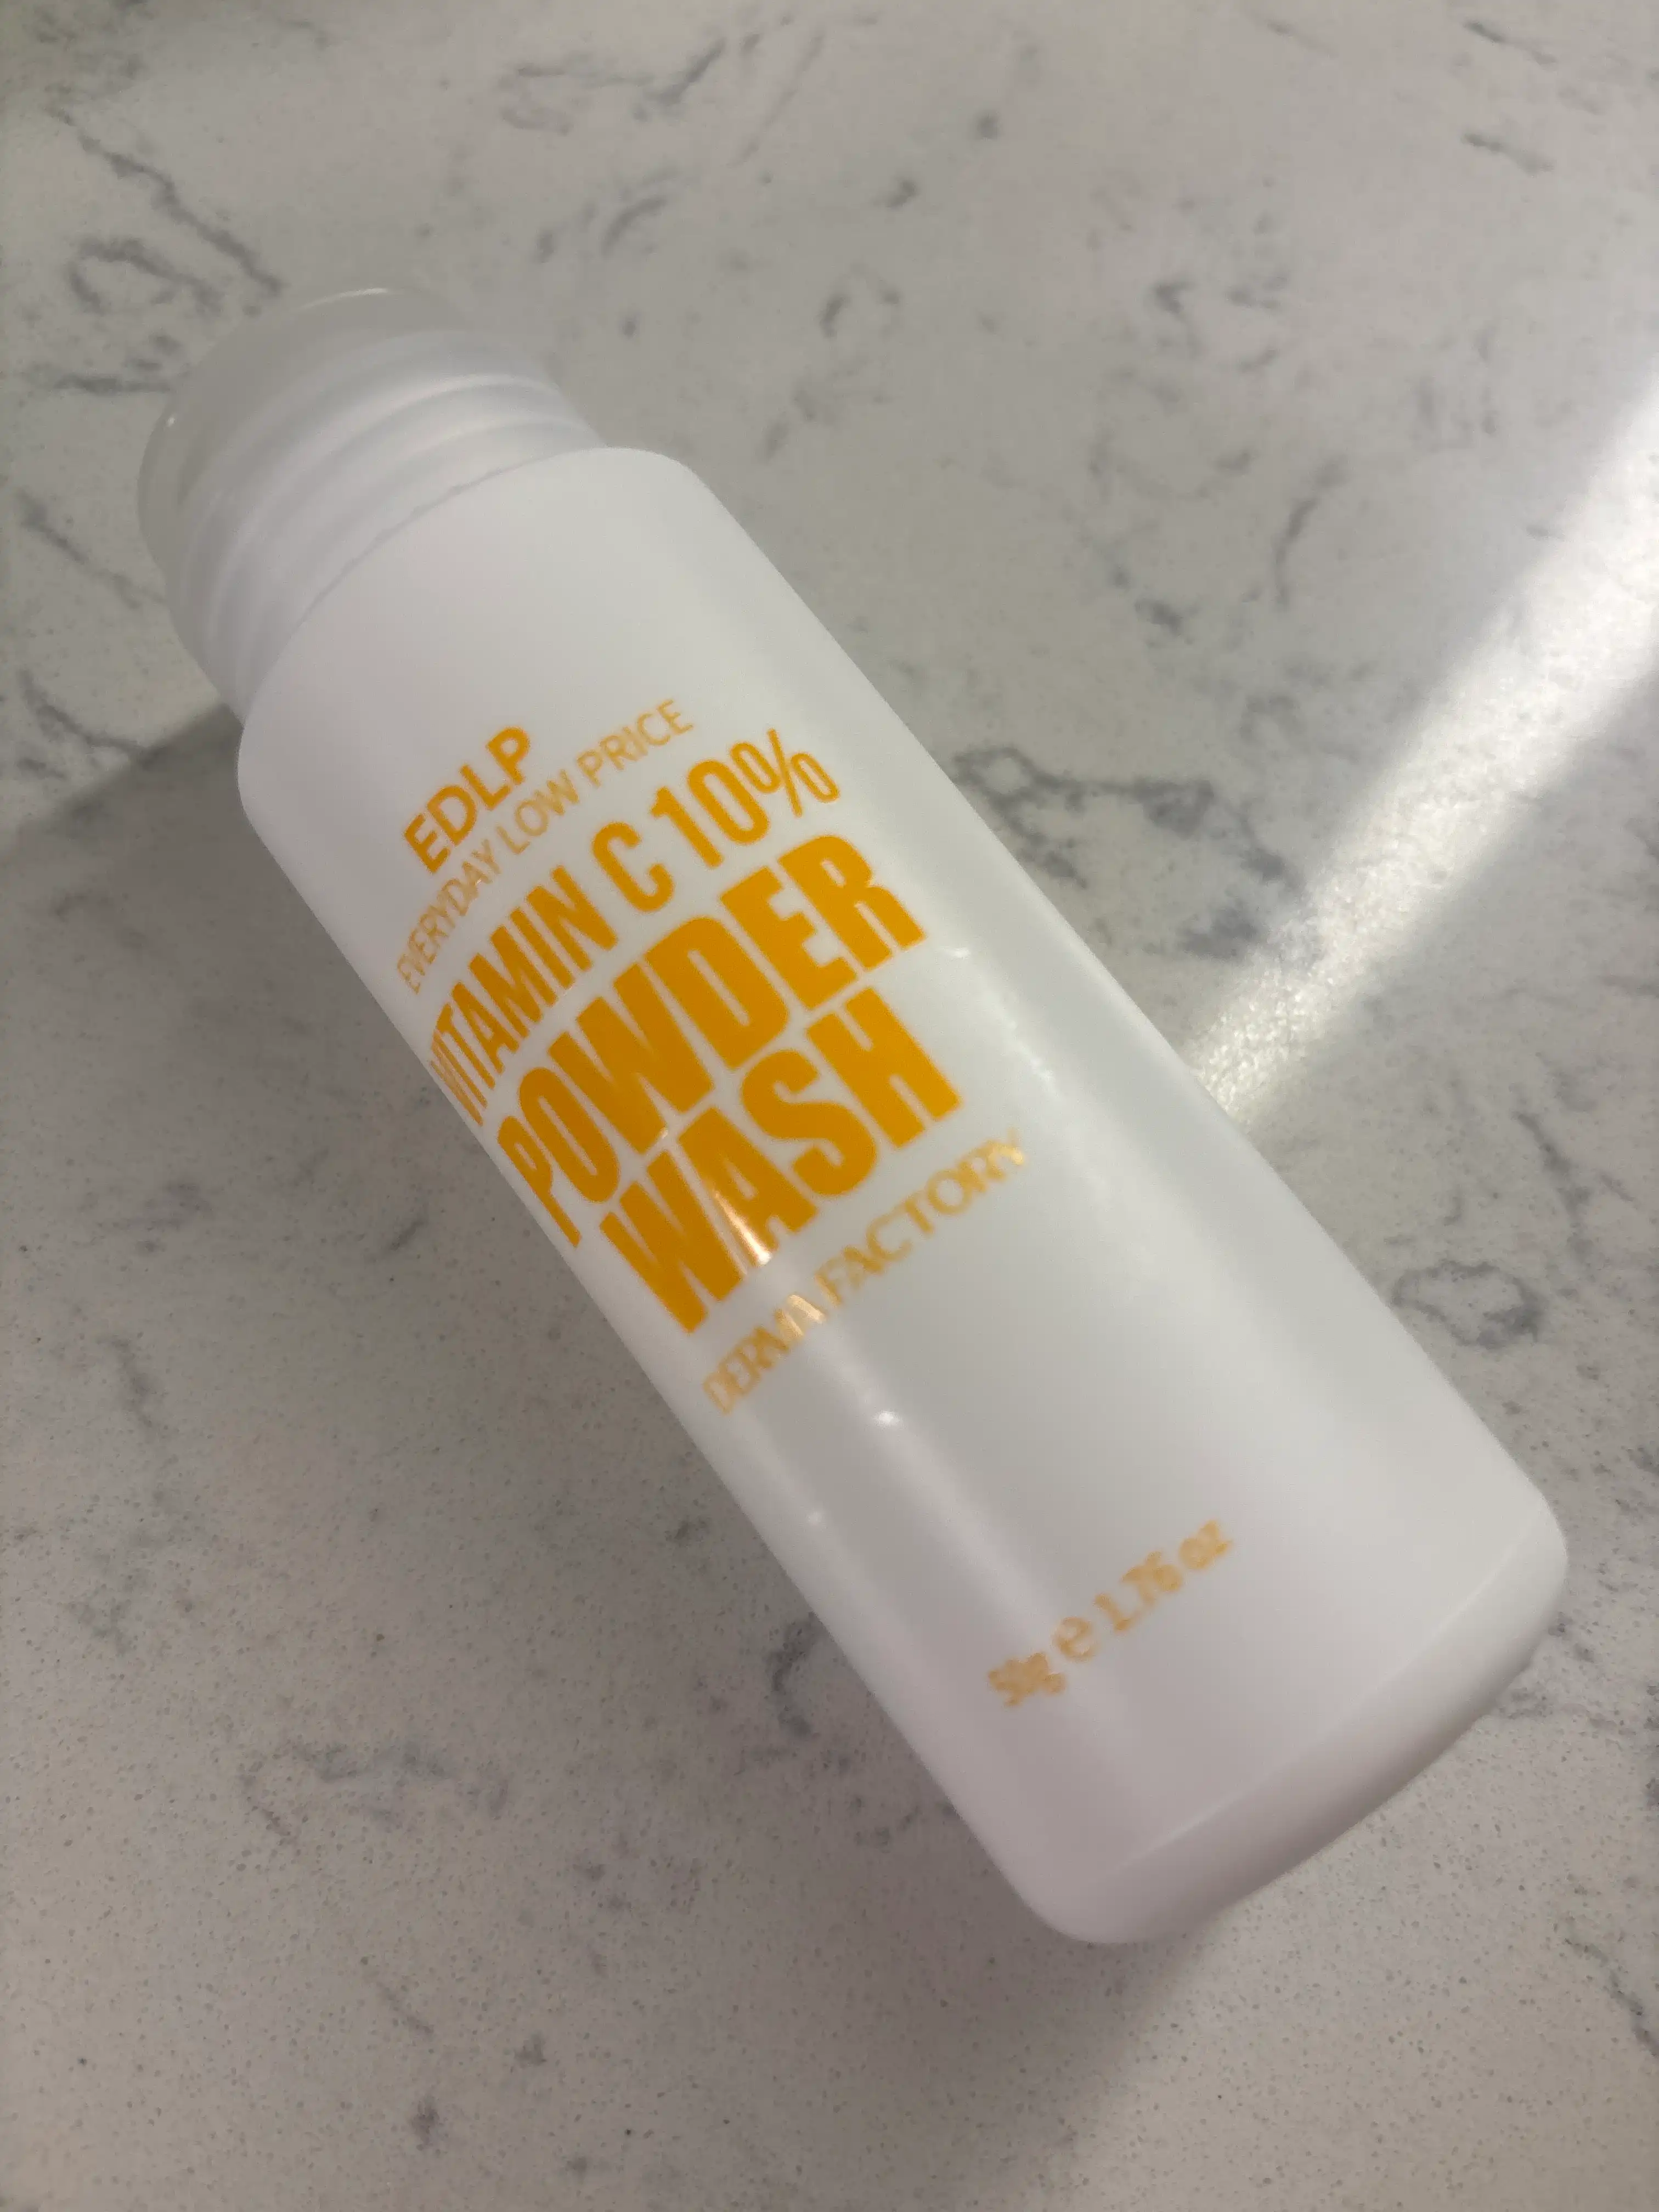 EDLP
EVERYDAY LOW PRICE
VITAMIN C 10%
POWDER
WASH
DERMA FACTORY
50g e 1.76 oz